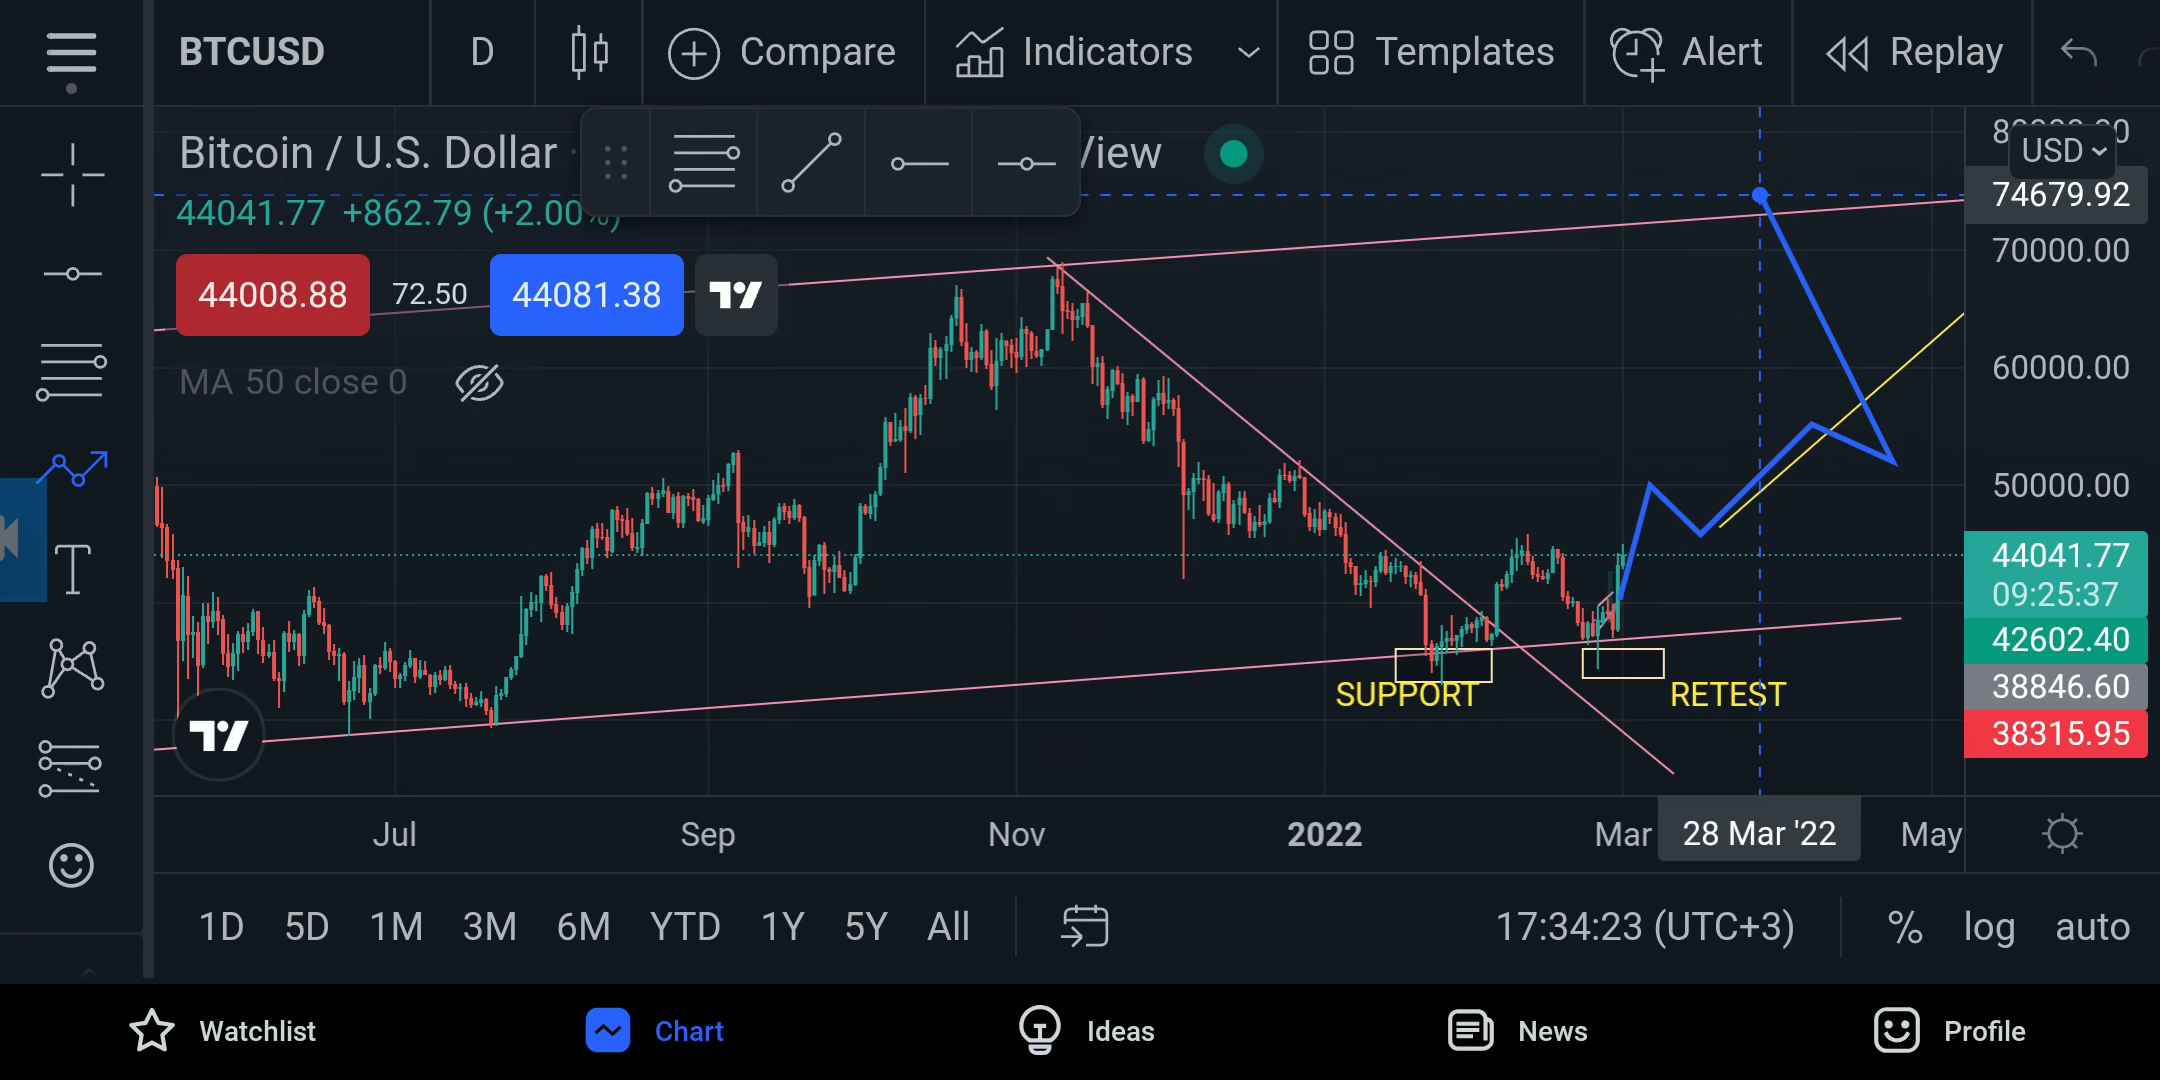 BTCUSD
D
Compare
Indicators
Templates
Alert
Replay
Bitcoin / U.S. Dollar
View
44041.77 +862.79 (+2.00%)
44008.88
72.50
44081.38
MA 50 close 0
USD
74679.92
70000.00
60000.00
50000.00
44041.77
09:25:37
42602.40
38846.60
38315.95
SUPPORT
RETEST
Jul
Sep
Nov
2022
Mar
28 Mar '22
May
1D
5D
1M
3M
6M
YTD
1Y
5Y
All
17:34:23 (UTC+3)
%
log
auto
Watchlist
Chart
Ideas
News
Profile